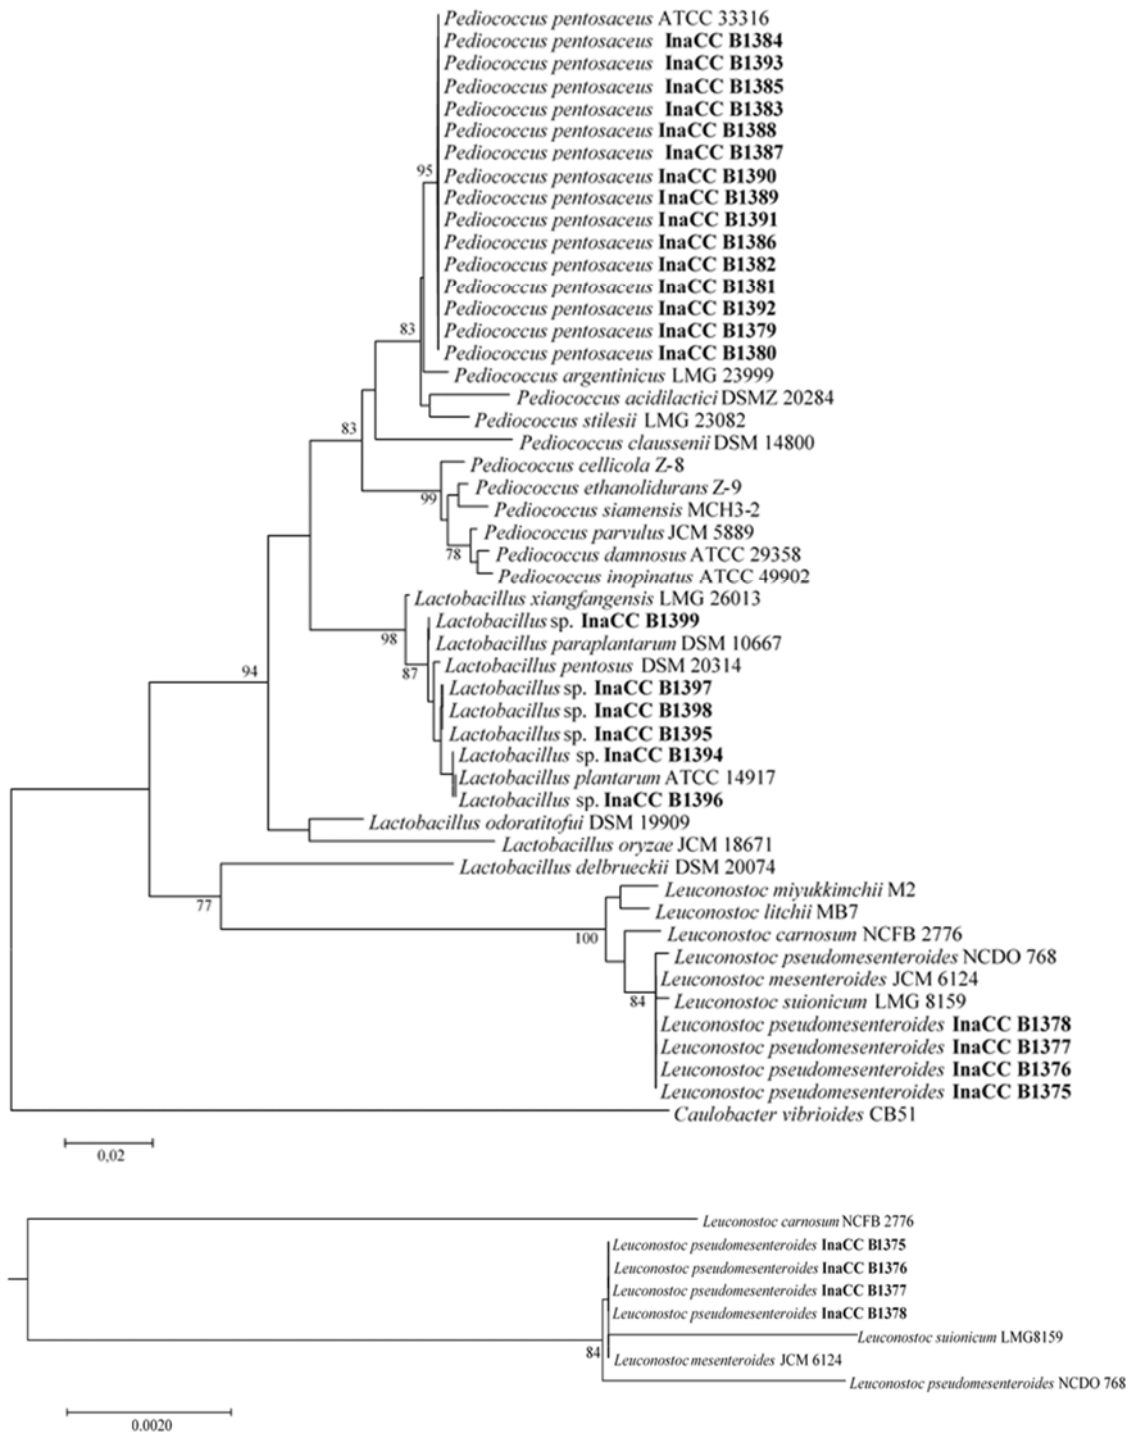 Pediococcus pentosaceus ATCC 33316
Pediococcus pentosaceus InaCC B1384
Pediococcus pentosaceus InaCC B1393
Pediococcus pentosaceus InaCC B1385
Pediococcus pentosaceus InaCC B1383
Pediococcus pentosaceus InaCC B1388
Pediococcus pentosaceus InaCC B1387
95
Pediococcus pentosaceus InaCC B1390
Pediococcus pentosaceus InaCC B1389
Pediococcus pentosaceus InaCC B1391
Pediococcus pentosaceus InaCC B1386
Pediococcus pentosaceus InaCC B1382
Pediococcus pentosaceus InaCC B1381
Pediococcus pentosaceus InaCC B1392
83
Pediococcus pentosaceus InaCC B1379
Pediococcus pentosaceus InaCC B1380
Pediococcus argentinicus LMG 23999
Pediococcus acidilactici DSMZ 20284
Pediococcus stilesii LMG 23082
83
Pediococcus claussenii DSM 14800
Pediococcus cellicola Z-8
Pediococcus ethanolidurans Z-9
99
Pediococcus siamensis MCH3-2
Pediococcus parvulus JCM 5889
78
Pediococcus damnosus ATCC 29358
Pediococcus inopinatus ATCC 49902
Lactobacillus xiangfangensis LMG 26013
Lactobacillus sp. InaCC B1399
98
Lactobacillus paraplantarum DSM 10667
Lactobacillus pentosus DSM 20314
94
87
Lactobacillus sp. InaCC B1397
Lactobacillus sp. InaCC B1398
Lactobacillus sp. InaCC B1395
Lactobacillus sp. InaCC B1394
Lactobacillus plantarum ATCC 14917
Lactobacillus sp. InaCC B1396
Lactobacillus odoratitofui DSM 19909
Lactobacillus oryzae JCM 18671
Lactobacillus delbrueckii DSM 20074
Leuconostoc miyukkimchii M2
77
Leuconostoc litchii MB7
Leuconostoc carnosum NCFB 2776
100
Leuconostoc pseudomesenteroides NCDO 768
Leuconostoc mesenteroides JCM 6124
84
Leuconostoc suionicum LMG 8159
Leuconostoc pseudomesenteroides InaCC B1378
Leuconostoc pseudomesenteroides InaCC B1377
Leuconostoc pseudomesenteroides InaCC B1376
Leuconostoc pseudomesenteroides InaCC B1375
Caulobacter vibrioides CB51
0,02
Leuconostoc carnosum NCFB 2776
Leuconostoc pseudomesenteroides InaCC B1375
Leuconostoc pseudomesenteroides InaCC B1376
Leuconostoc pseudomesenteroides InaCC B1377
Leuconostoc pseudomesenteroides InaCC B1378
Leuconostoc suionicum LMG8159
84
Leuconostoc mesenteroides JCM 6124
Leuconostoc pseudomesenteroides NCDO 768
0.0020